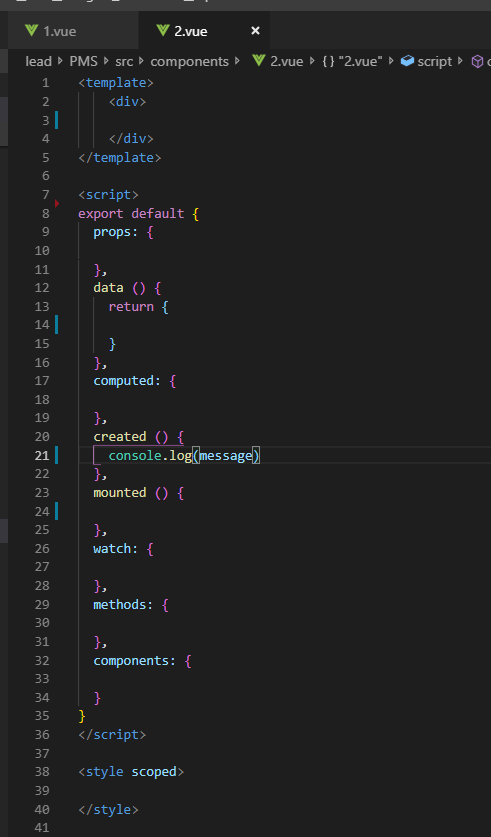 1.vue 2.vue ×
lead > PMS > src > components > 2.vue > {} "2.vue" > script >
1 <template>
2 <div>
3
4 </div>
5 </template>
6
7 <script>
8 export default {
9 props: {
10
11 },
12 data () {
13 return {
14
15 }
16 },
17 computed: {
18
19 },
20 created () {
21 console.log(message)
22 },
23 mounted () {
24
25 },
26 watch: {
27
28 },
29 methods: {
30
31 },
32 components: {
33
34 }
35 }
36 </script>
37
38 <style scoped>
39
40 </style>
41